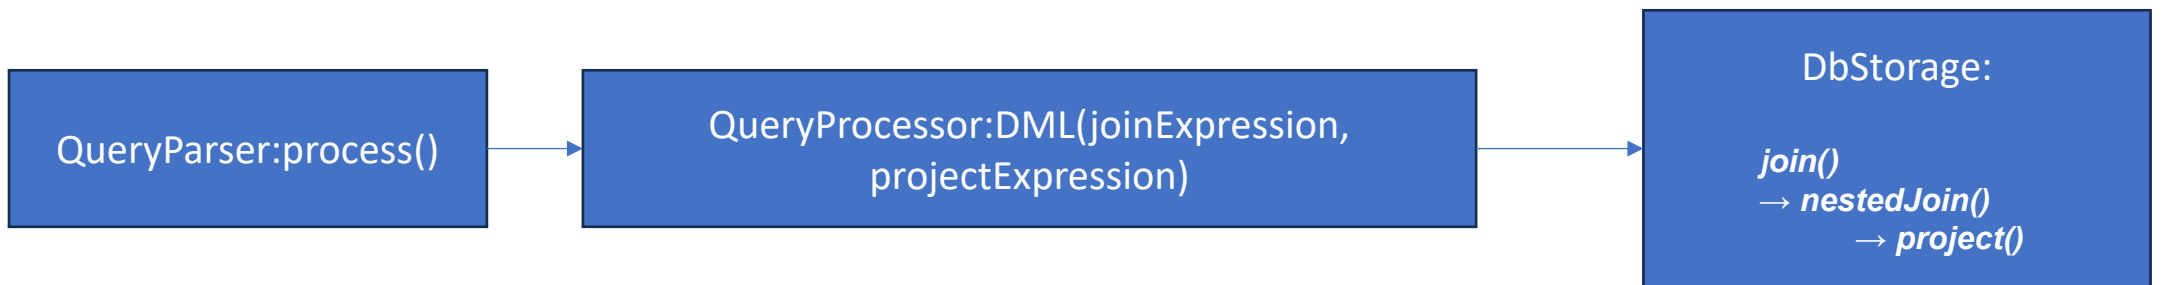 QueryParser:process()
QueryProcessor:DML(joinExpression,
projectExpression)
DbStorage:
join()
→ nestedJoin()
→ project()